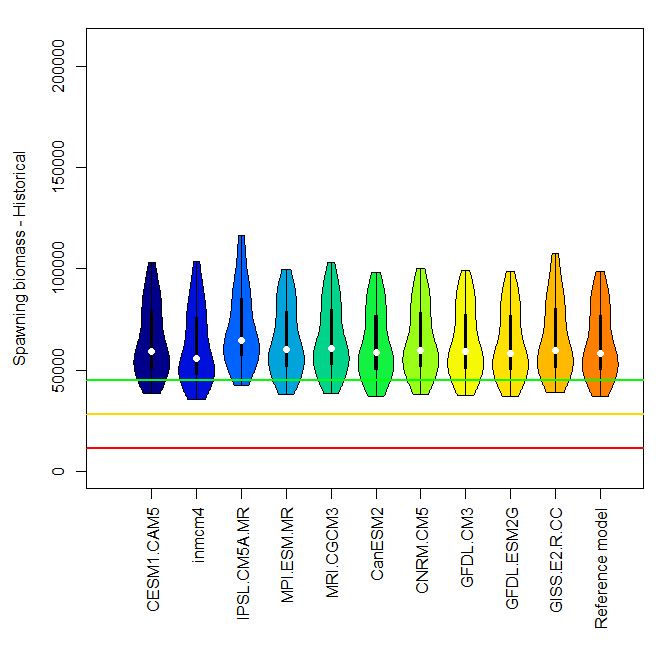 Spawning biomass - Historical
200000
150000
100000
50000
0
CESM1.CAM5
inmcm4
IPSL.CM5A.MR
MPI.ESM.MR
MRI.CGCM3
CanESM2
CNRM.CM5
GFDL.CM3
GFDL.ESM2G
GISS.E2.R.CC
Reference model